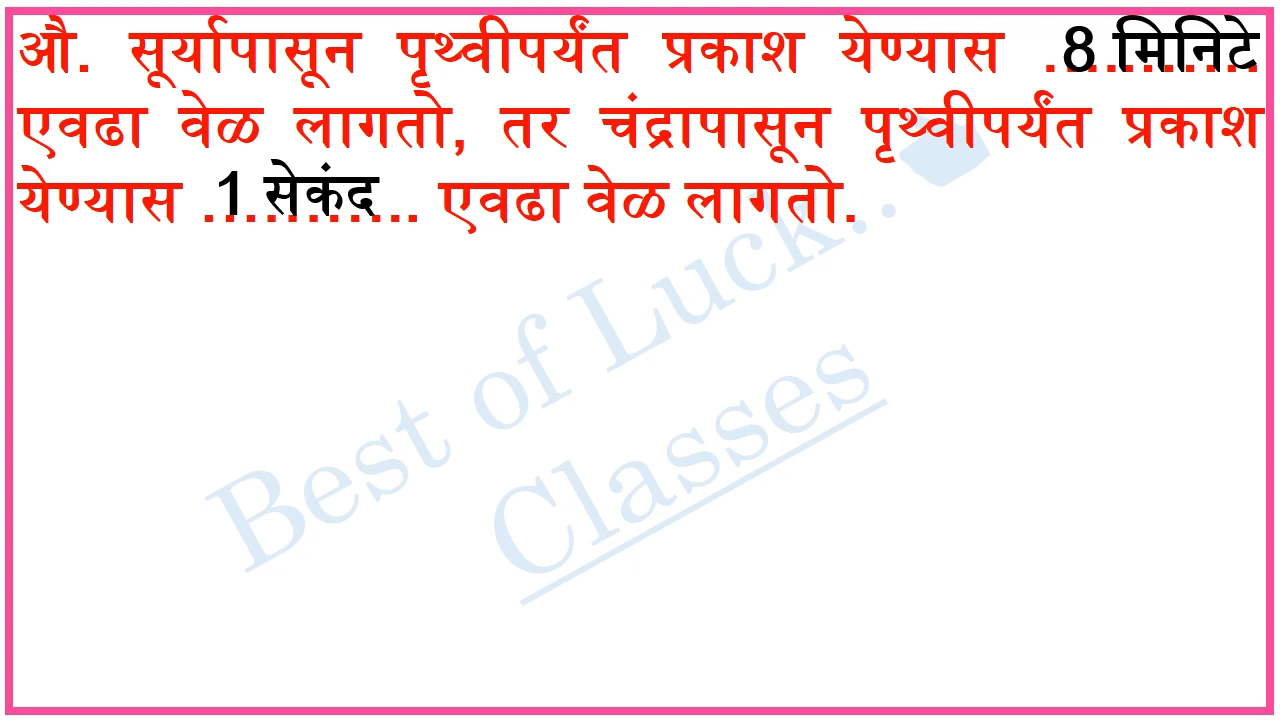 औ. सूर्यापासून पृथ्वीपर्यंत प्रकाश येण्यास 8 मिनिटे
एवढा वेळ लागतो, तर चंद्रापासून पृथ्वीपर्यंत प्रकाश
येण्यास ..1 सेकंद.. एवढा वेळ लागतो.
Best of Luck..
Classes